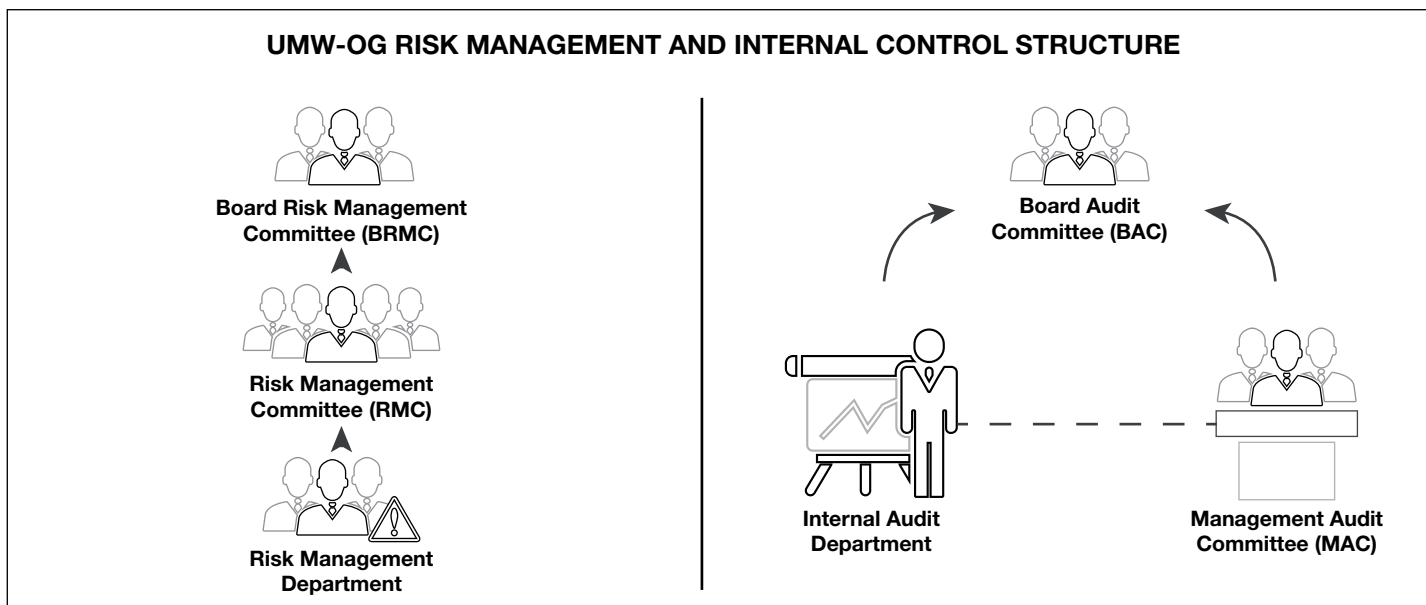 UMW-OG RISK MANAGEMENT AND INTERNAL CONTROL STRUCTURE
Board Risk Management
Committee (BRMC)
Risk Management
Committee (RMC)
Risk Management
Department
Board Audit
Committee (BAC)
Internal Audit
Department
Management Audit
Committee (MAC)